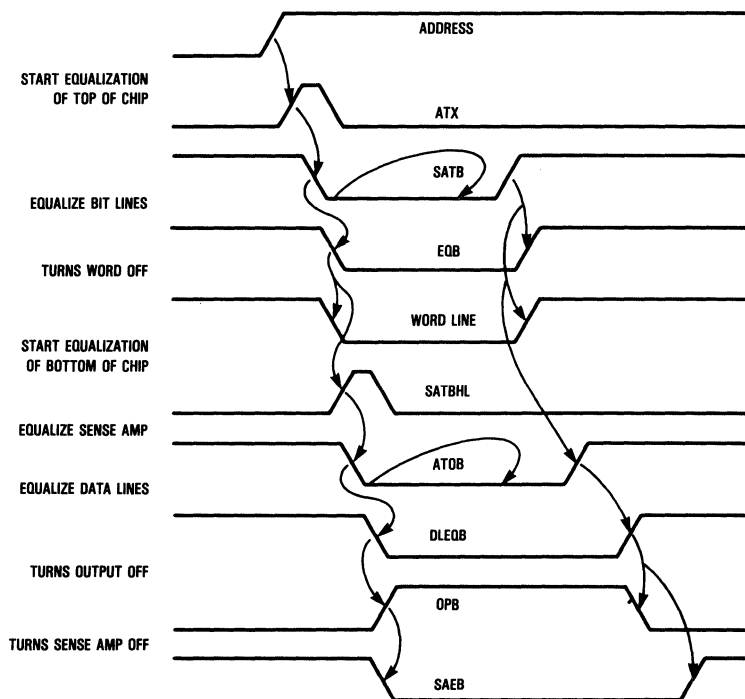 ADDRESS
START EQUALIZATION
OF TOP OF CHIP
ATX
SATB
EQUALIZE BIT LINES
EQB
TURNS WORD OFF
WORD LINE
START EQUALIZATION
OF BOTTOM OF CHIP
SATBHL
EQUALIZE SENSE AMP
ATOB
EQUALIZE DATA LINES
DLEQB
TURNS OUTPUT OFF
OPB
TURNS SENSE AMP OFF
SAEB